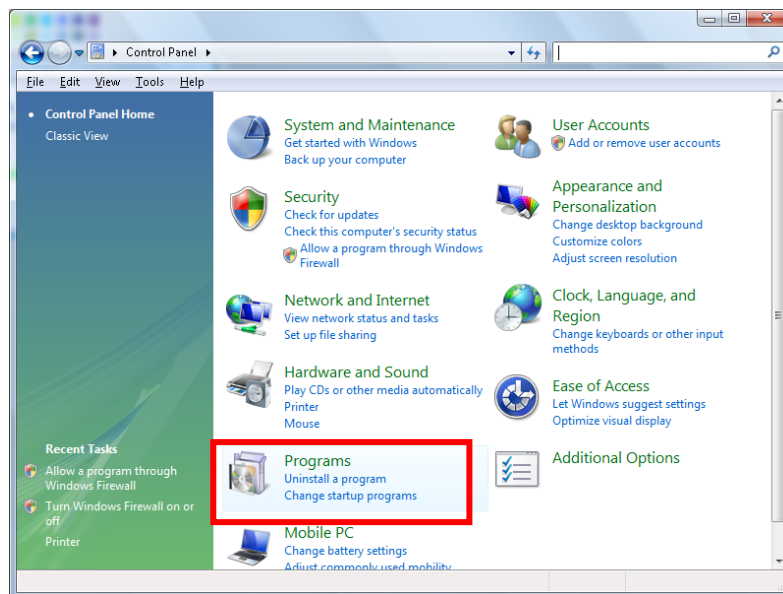 Control Panel
File Edit View Tools Help
Control Panel Home
Classic View
Recent Tasks
Allow a program through
Windows Firewall
Turn Windows Firewall on or
off
Printer
System and Maintenance
Get started with Windows
Back up your computer
Security
Check for updates
Check this computer's security status
Allow a program through Windows
Firewall
Network and Internet
View network status and tasks
Set up file sharing
Hardware and Sound
Play CDs or other media automatically
Printer
Mouse
Programs
Uninstall a program
Change startup programs
Mobile PC
Change battery settings
Adjust commonly used mobility
User Accounts
Add or remove user accounts
Appearance and
Personalization
Change desktop background
Customize colors
Adjust screen resolution
Clock, Language, and
Region
Change keyboards or other input
methods
Ease of Access
Let Windows suggest settings
Optimize visual display
Additional Options